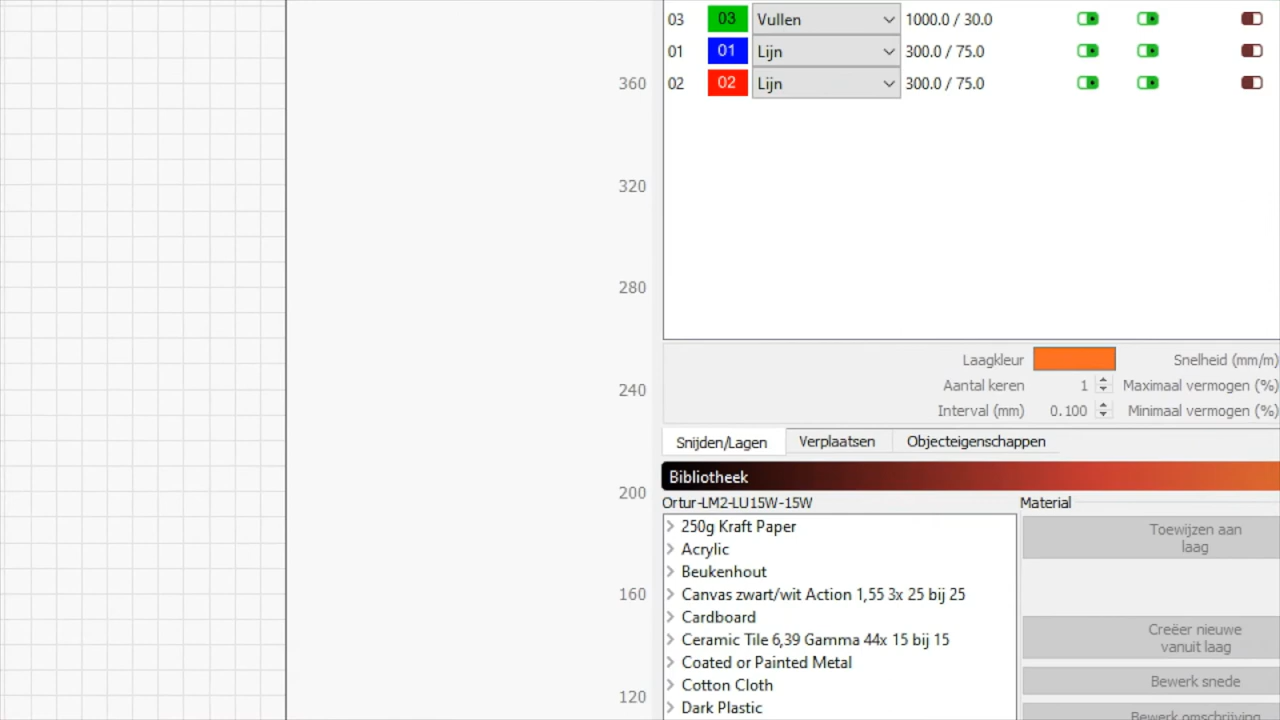 03 03 Vullen 1000.0 / 30.0
01 01 Lijn 300.0 / 75.0
02 02 Lijn 300.0 / 75.0
360
320
280
240
200
160
120
Laagkleur Snelheid (mm/m)
Aantal keren 1 Maximaal vermogen (%)
Interval (mm) 0.100 Minimaal vermogen (%)
Snijden/Lagen Verplaatsen Objecteigenschappen
Bibliotheek
Ortur-LM2-LU15W-15W
250g Kraft Paper
Acrylic
Beukenhout
Canvas zwart/wit Action 1,55 3x 25 bij 25
Cardboard
Ceramic Tile 6,39 Gamma 44x 15 bij 15
Coated or Painted Metal
Cotton Cloth
Dark Plastic
Material
Toewijzen aan
laag
Creëer nieuwe
vanuit laag
Bewerk snede
Bewerk omschrijving